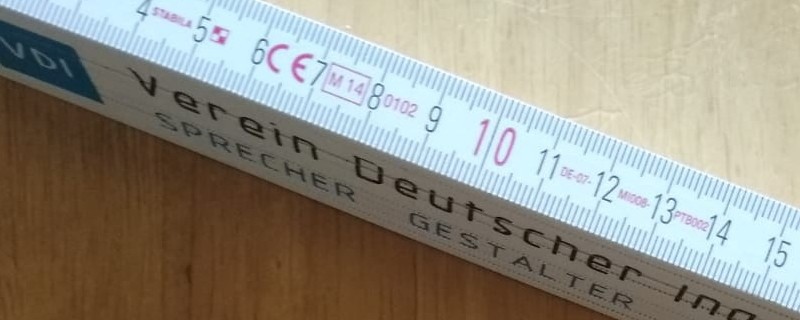 4 STABILA 5 6 CE 7 M 14 8 0102 9 10 11 DE-07- 12 MI006- 13 PTB002 14 15
VDI Verein Deutscher Ing
SPRECHER GESTALTER